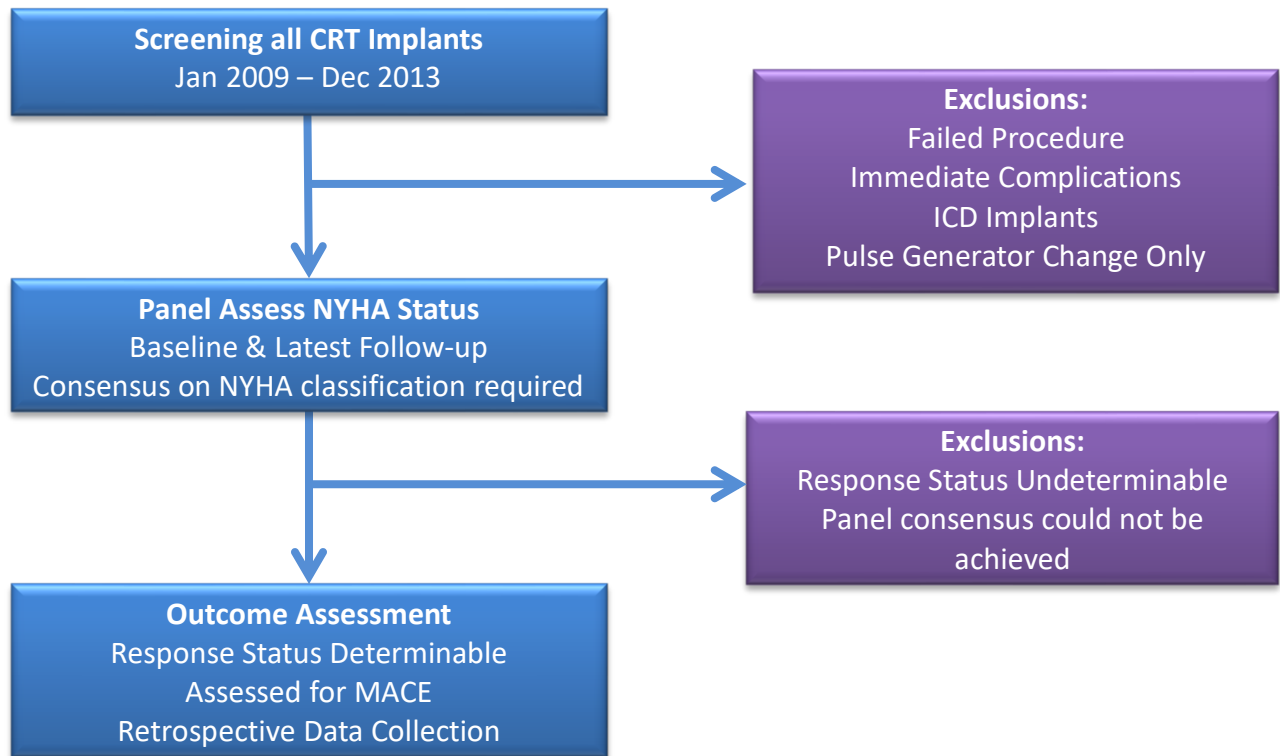 Screening all CRT Implants
Jan 2009 – Dec 2013
Exclusions:
Failed Procedure
Immediate Complications
ICD Implants
Pulse Generator Change Only
Panel Assess NYHA Status
Baseline & Latest Follow-up
Consensus on NYHA classification required
Exclusions:
Response Status Undeterminable
Panel consensus could not be
achieved
Outcome Assessment
Response Status Determinable
Assessed for MACE
Retrospective Data Collection